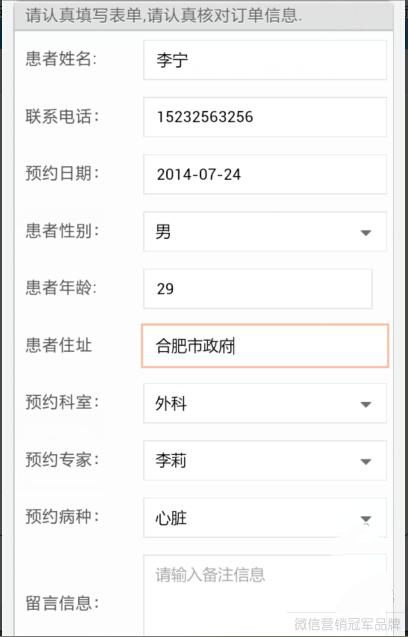 请认真填写表单,请认真核对订单信息.
患者姓名: 李宁
联系电话： 15232563256
预约日期： 2014-07-24
患者性别： 男
患者年龄: 29
患者住址 合肥市政府
预约科室： 外科
预约专家： 李莉
预约病种： 心脏
请输入备注信息
留言信息：
微信营销冠军品牌